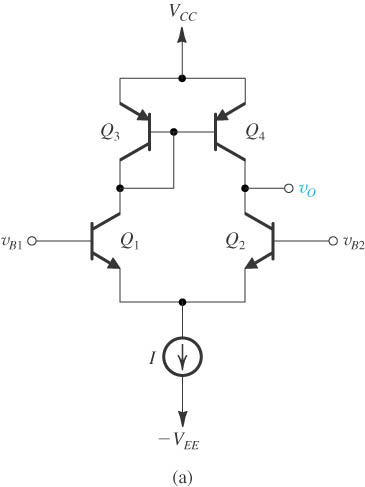 V_CC
Q_3 Q_4
v_O
v_B1 Q_1 Q_2 v_B2
I
−V_EE
(a)